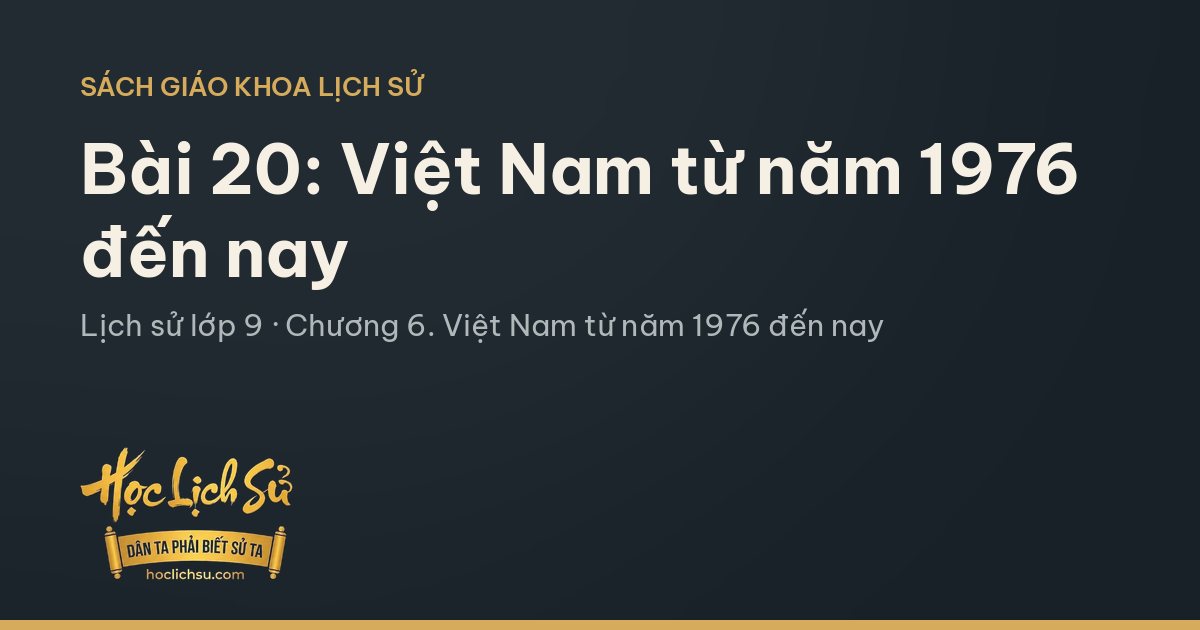 SÁCH GIÁO KHOA LỊCH SỬ
Bài 20: Việt Nam từ năm 1976
đến nay
Lịch sử lớp 9 · Chương 6. Việt Nam từ năm 1976 đến nay
Học Lịch Sử
DÂN TA PHẢI BIẾT SỬ TA
hoclichsu.com